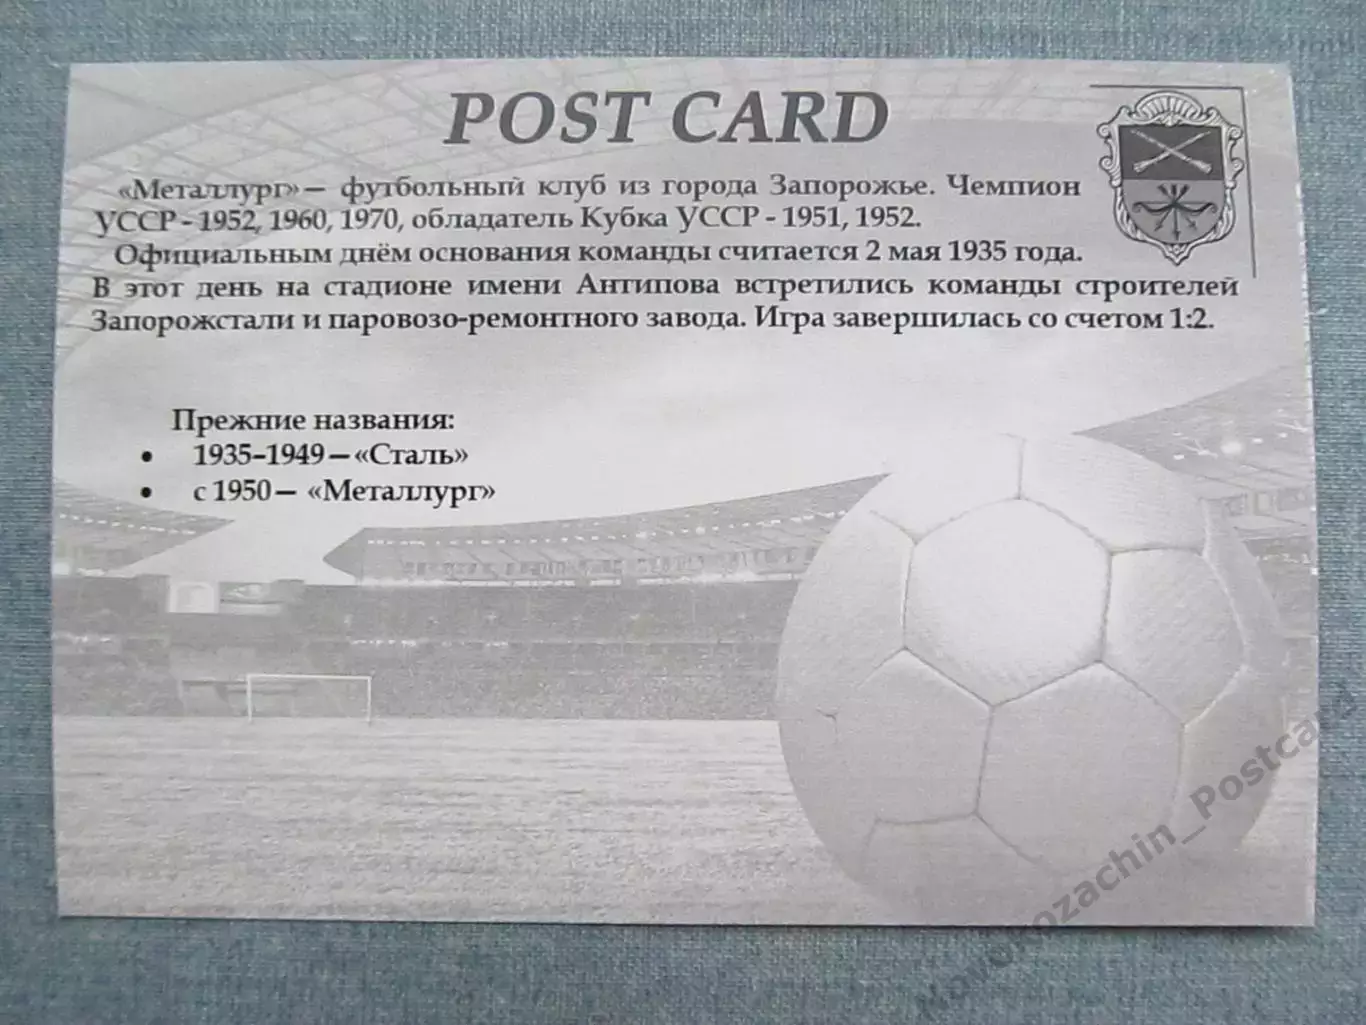 POST CARD
«Металлург»— футбольный клуб из города Запорожье. Чемпион
УССР - 1952, 1960, 1970, обладатель Кубка УССР - 1951, 1952.
Официальным днём основания команды считается 2 мая 1935 года.
В этот день на стадионе имени Антипова встретились команды строителей
Запорожстали и паровозо-ремонтного завода. Игра завершилась со счетом 1:2.
Прежние названия:
• 1935–1949—«Сталь»
• с 1950— «Металлург»